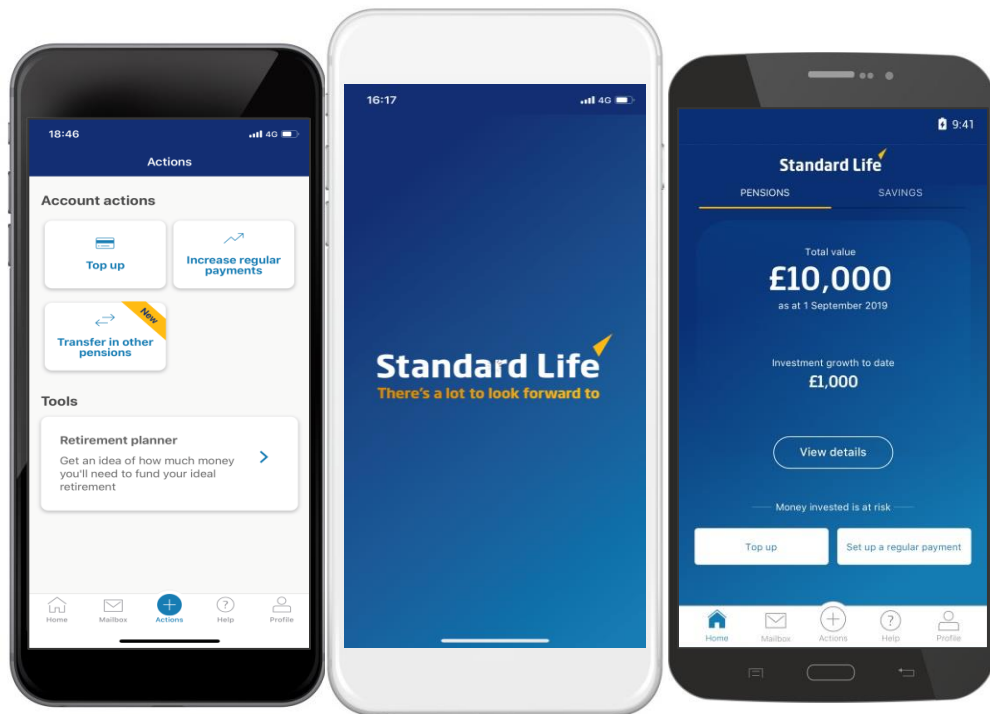 18:46
4G
Actions
Account actions
Top up
Increase regular
payments
New
Transfer in other
pensions
Tools
Retirement planner
Get an idea of how much money
you'll need to fund your ideal
retirement
Home
Mailbox
Actions
Help
Profile
16:17
4G
Standard Life
There's a lot to look forward to
9:41
Standard Life
PENSIONS
SAVINGS
Total value
£10,000
as at 1 September 2019
Investment growth to date
£1,000
View details
Money invested is at risk
Top up
Set up a regular payment
Home
Mailbox
Actions
Help
Profile